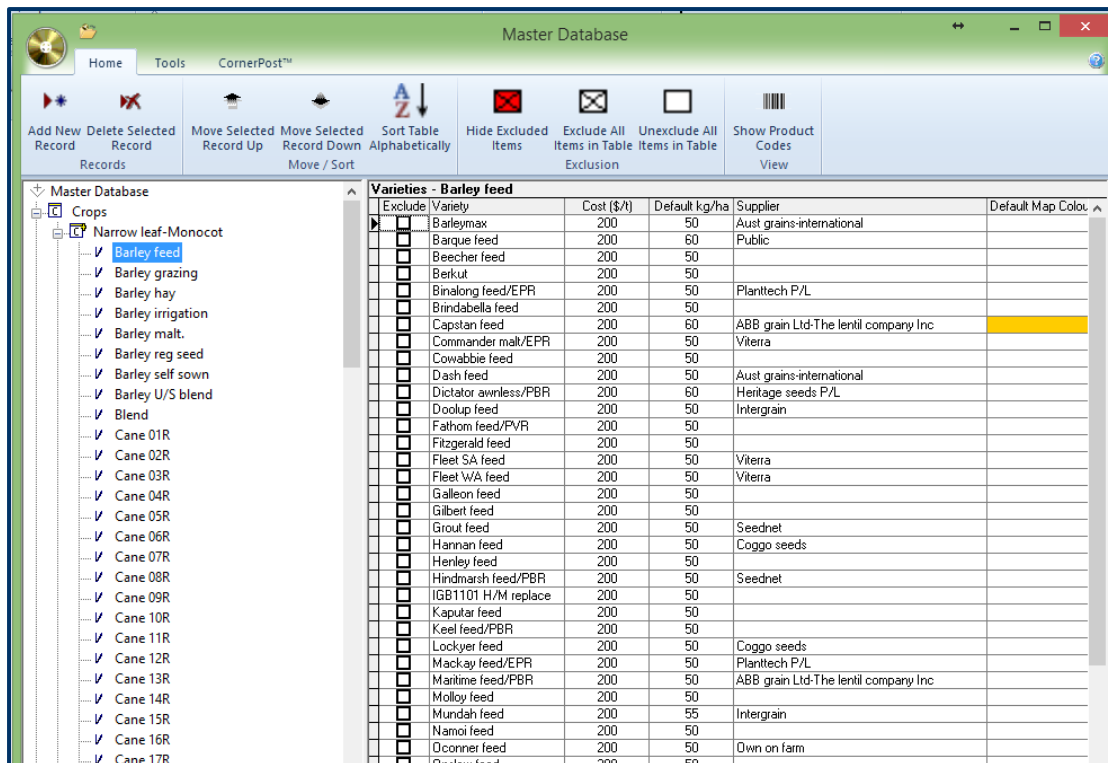 Master Database
Home Tools CornerPost™
Add New Record
Delete Selected Record
Move Selected Record Up
Move Selected Record Down
Sort Table Alphabetically
Hide Excluded Items
Exclude All Items in Table
Unexclude All Items in Table
Show Product Codes
Records
Move / Sort
Exclusion
View
Master Database
Crops
Narrow leaf-Monocot
Barley feed
Barley grazing
Barley hay
Barley irrigation
Barley malt.
Barley reg seed
Barley self sown
Barley U/S blend
Blend
Cane 01R
Cane 02R
Cane 03R
Cane 04R
Cane 05R
Cane 06R
Cane 07R
Cane 08R
Cane 09R
Cane 10R
Cane 11R
Cane 12R
Cane 13R
Cane 14R
Cane 15R
Cane 16R
Cane 17R
Varieties - Barley feed
Exclude Variety Cost ($/t) Default kg/ha Supplier Default Map Colou
Barleymax 200 50 Aust grains-international
Barque feed 200 60 Public
Beecher feed 200 50
Berkut 200 50
Binalong feed/EPR 200 50 Planttech P/L
Brindabella feed 200 50
Capstan feed 200 60 ABB grain Ltd-The lentil company Inc
Commander malt/EPR 200 50 Viterra
Cowabbie feed 200 50
Dash feed 200 50 Aust grains-international
Dictator awnless/PBR 200 60 Heritage seeds P/L
Doolup feed 200 50 Intergrain
Fathom feed/PVR 200 50
Fitzgerald feed 200 50
Fleet SA feed 200 50 Viterra
Fleet WA feed 200 50 Viterra
Galleon feed 200 50
Gilbert feed 200 50
Grout feed 200 50 Seednet
Hannan feed 200 50 Coggo seeds
Henley feed 200 50
Hindmarsh feed/PBR 200 50 Seednet
IGB1101 H/M replace 200 50
Kaputar feed 200 50
Keel feed/PBR 200 50
Lockyer feed 200 50 Coggo seeds
Mackay feed/EPR 200 50 Planttech P/L
Maritime feed/PBR 200 50 ABB grain Ltd-The lentil company Inc
Molloy feed 200 50
Mundah feed 200 55 Intergrain
Namoi feed 200 50
Oconner feed 200 50 Own on farm